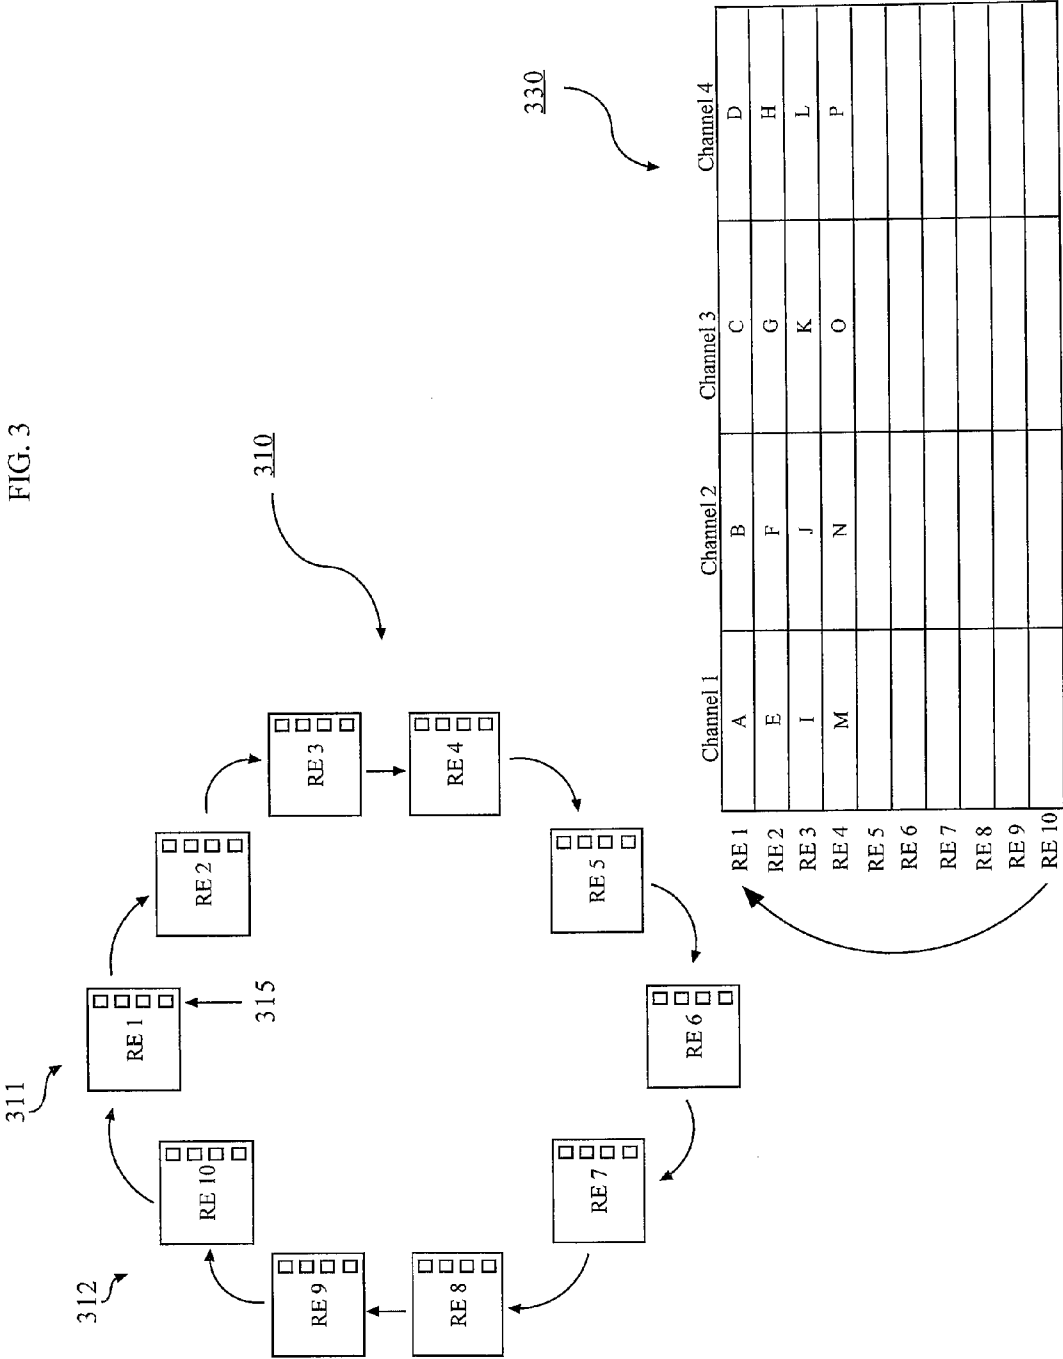 FIG. 3
310
311
312
315
RE 1
RE 2
RE 3
RE 4
RE 5
RE 6
RE 7
RE 8
RE 9
RE 10
330
Channel 1 Channel 2 Channel 3 Channel 4
RE 1 A B C D
RE 2 E F G H
RE 3 I J K L
RE 4 M N O P
RE 5
RE 6
RE 7
RE 8
RE 9
RE 10